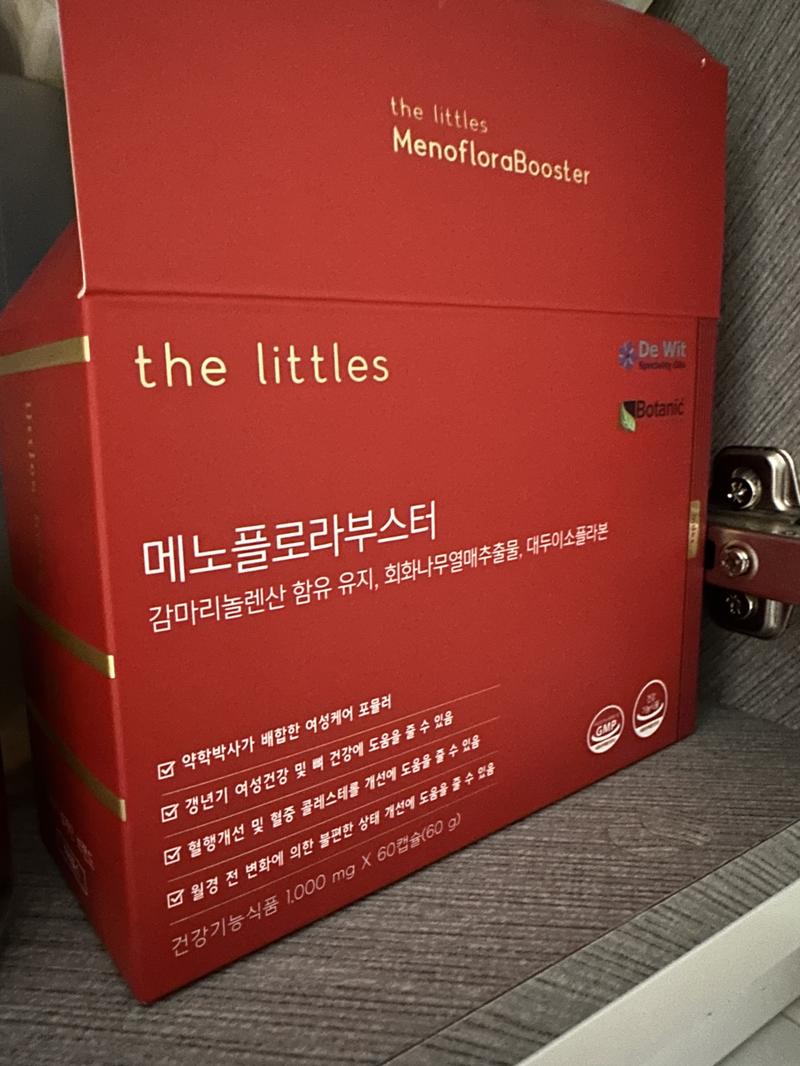 the littles
MenofloraBooster
the littles
De Wit
Speciality Oils
Botanic
메노플로라부스터
감마리놀렌산 함유 유지, 회화나무열매추출물, 대두이소플라본
약학박사가 배합한 여성케어 포뮬러
갱년기 여성건강 및 뼈 건강에 도움을 줄 수 있음
혈행개선 및 혈중 콜레스테롤 개선에 도움을 줄 수 있음
월경 전 변화에 의한 불편한 상태 개선에 도움을 줄 수 있음
건강기능식품 1,000 mg X 60캡슐(60 g)
GMP
건강
기능식품